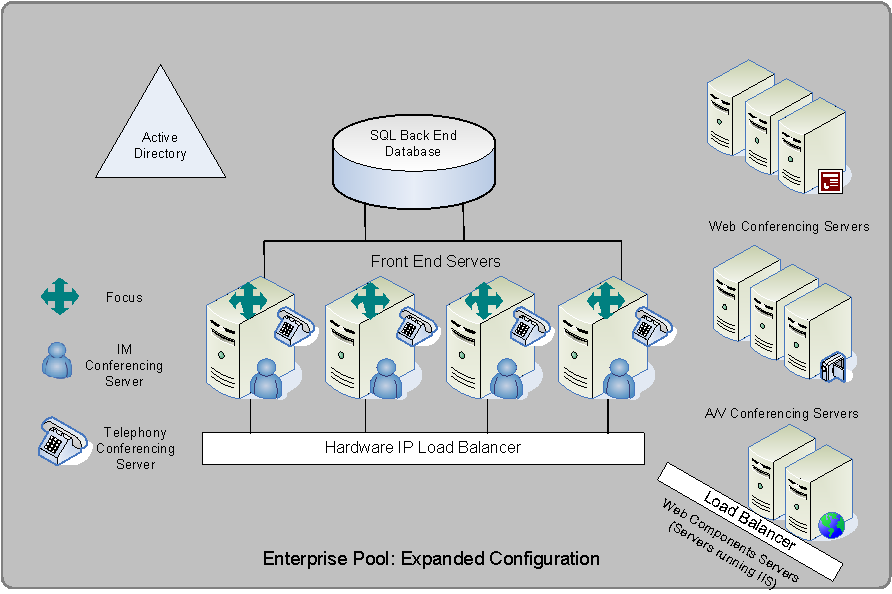 Active
Directory
SQL Back End
Database
Web Conferencing Servers
Front End Servers
Focus
IM
Conferencing
Server
A/V Conferencing Servers
Telephony
Conferencing
Server
Hardware IP Load Balancer
Load Balancer
Web Components Servers
(Servers running IIS)
Enterprise Pool: Expanded Configuration